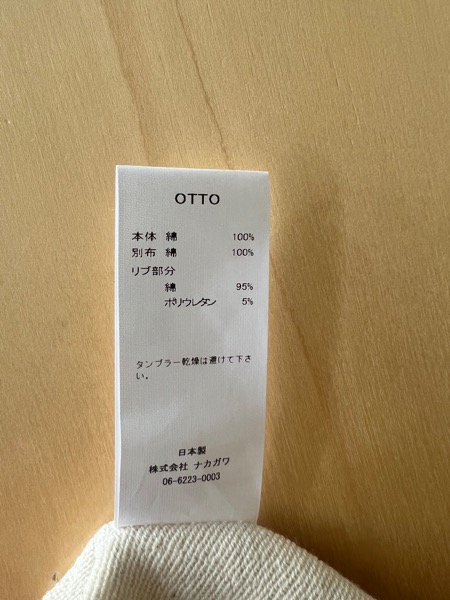 OTTO
本体 綿 100%
別布 綿 100%
リブ部分
綿 95%
ポリウレタン 5%
タンブラー乾燥は避けて下さ
い。
日本製
株式会社 ナカガワ
06-6223-0003